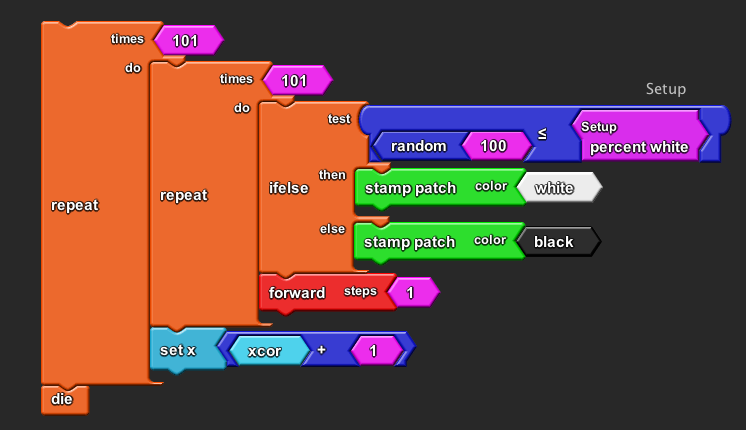 times 101
do
times 101
do
Setup
test
random 100 ≤ Setup percent white
ifelse
then
stamp patch color white
repeat
repeat
else
stamp patch color black
forward steps 1
set x xcor + 1
die